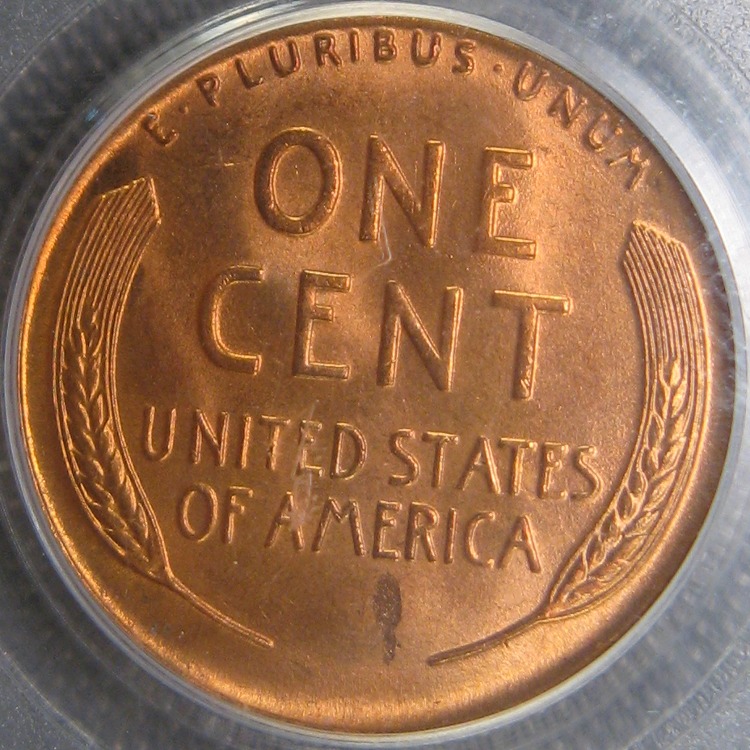 E·PLURIBUS·UNUM
ONE
CENT
UNITED STATES
OF AMERICA